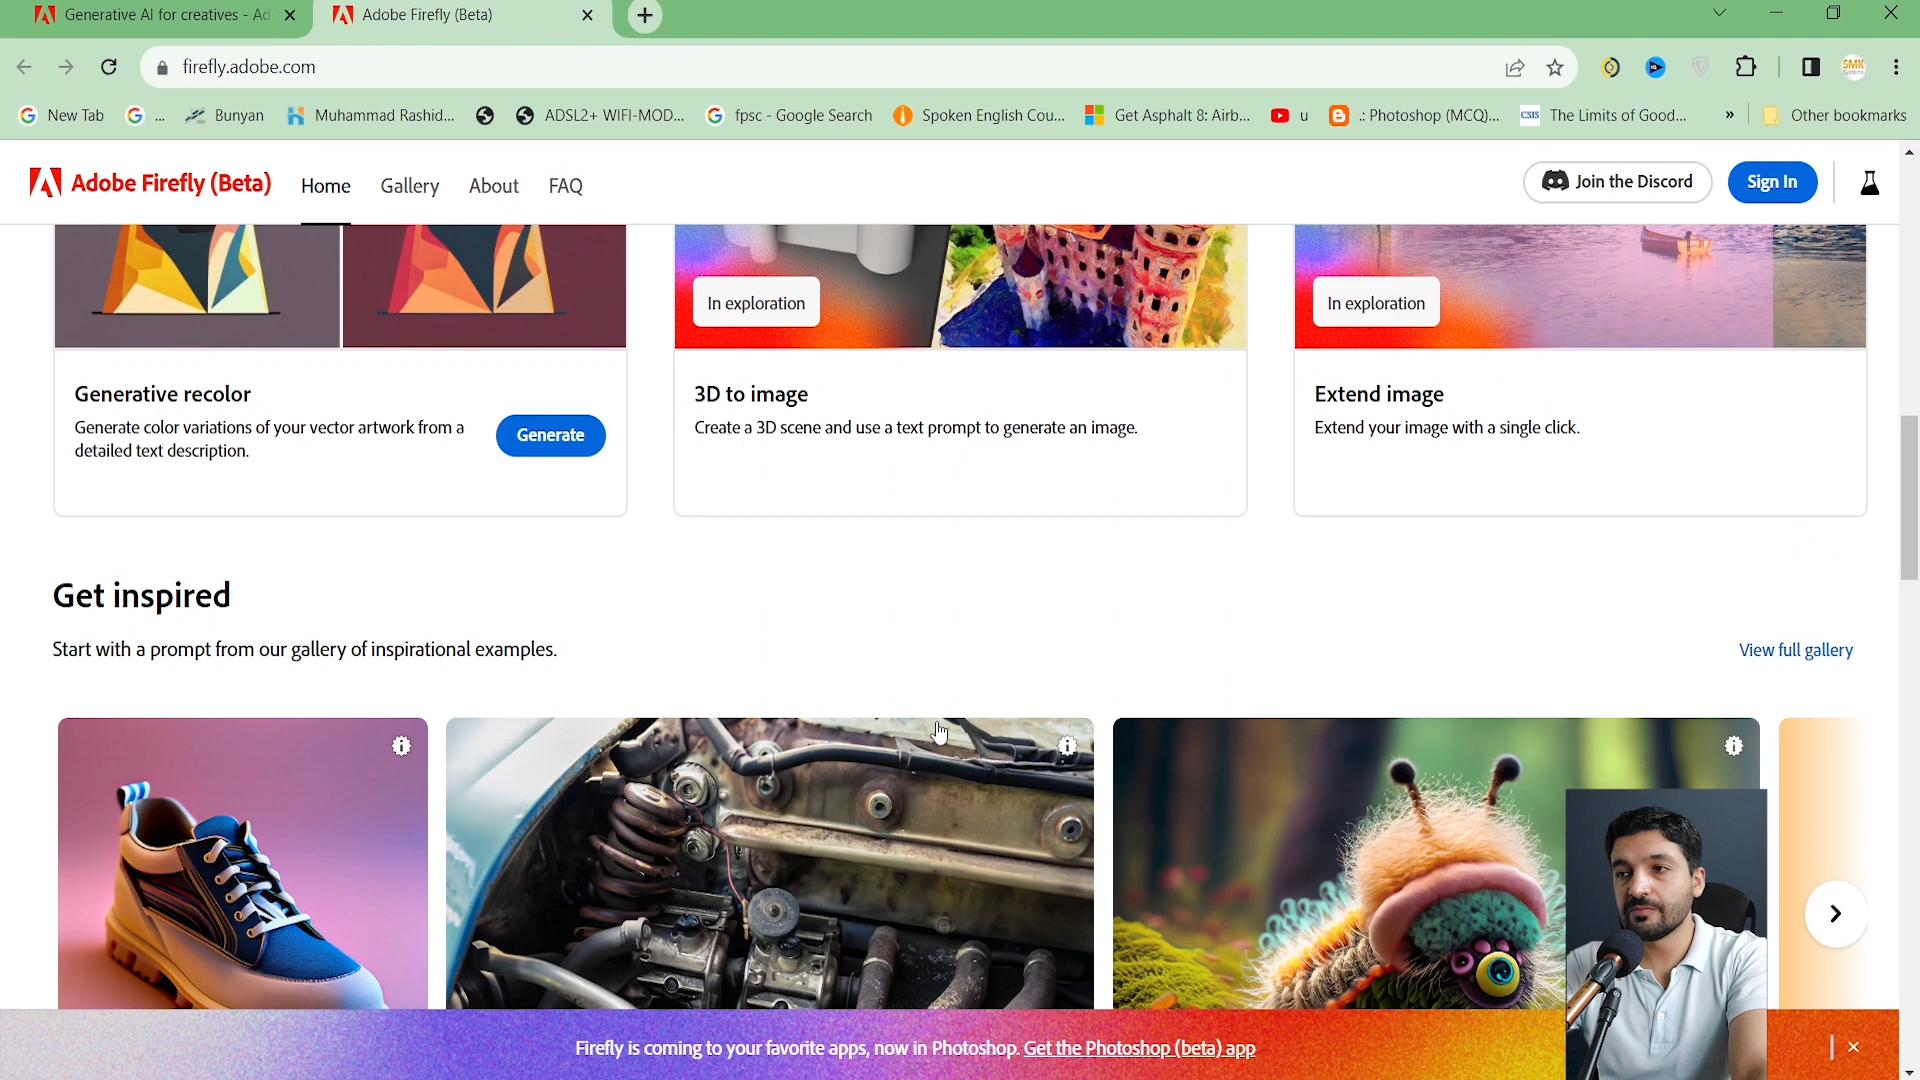 Generative AI for creatives - Ad
Adobe Firefly (Beta)
firefly.adobe.com
SMK
New Tab
...
Bunyan
Muhammad Rashid...
ADSL2+ WIFI-MOD...
fpsc - Google Search
Spoken English Cou...
Get Asphalt 8: Airb...
u
.: Photoshop (MCQ)...
CSIS
The Limits of Good...
»
Other bookmarks
Adobe Firefly (Beta)
Home
Gallery
About
FAQ
Join the Discord
Sign In
In exploration
In exploration
Generative recolor
Generate color variations of your vector artwork from a
detailed text description.
Generate
3D to image
Create a 3D scene and use a text prompt to generate an image.
Extend image
Extend your image with a single click.
Get inspired
Start with a prompt from our gallery of inspirational examples.
View full gallery
Firefly is coming to your favorite apps, now in Photoshop. Get the Photoshop (beta) app